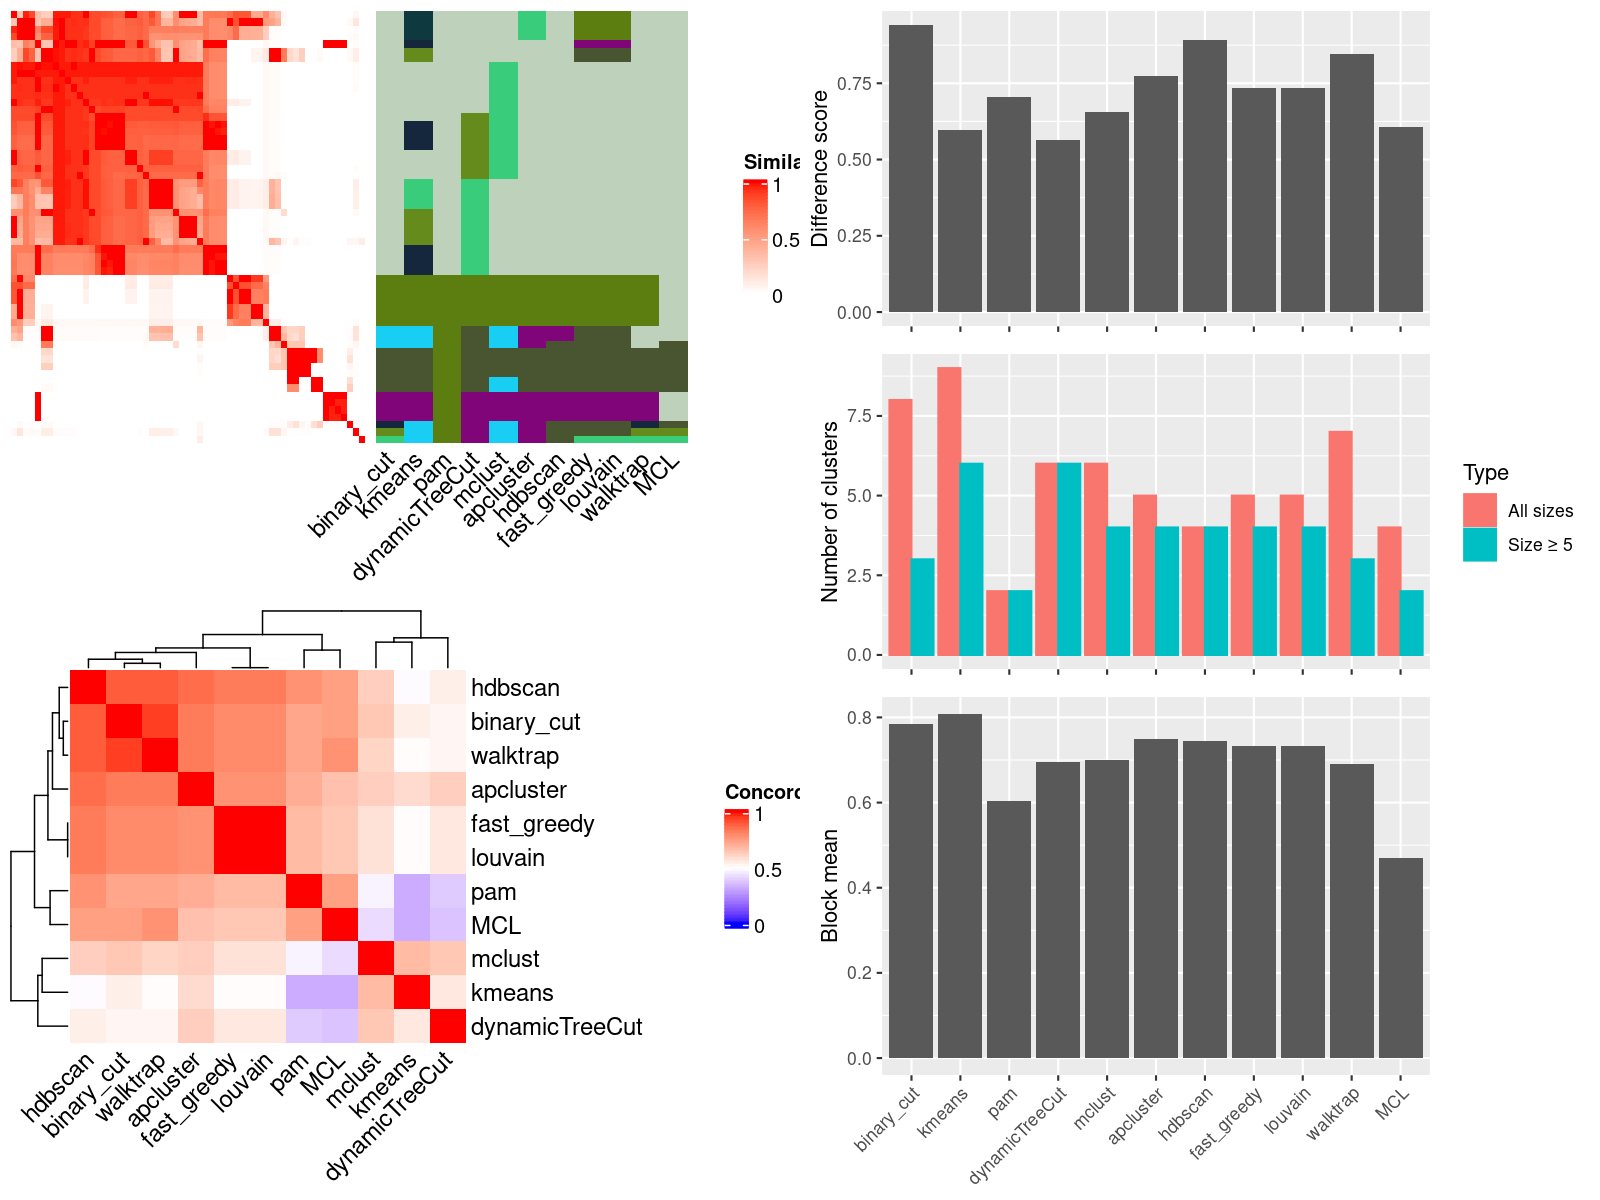 Simila
1
0.5
0
binary_cut
kmeans
pam
dynamicTreeCut
mclust
apcluster
hdbscan
fast_greedy
louvain
walktrap
MCL
hdbscan
binary_cut
walktrap
apcluster
fast_greedy
louvain
pam
MCL
mclust
kmeans
dynamicTreeCut
hdbscan
binary_cut
walktrap
apcluster
fast_greedy
louvain
pam
MCL
mclust
kmeans
dynamicTreeCut
Concord
1
0.5
0
Difference score
0.75
0.50
0.25
0.00
Number of clusters
7.5
5.0
2.5
0.0
Type
All sizes
Size ≥ 5
Block mean
0.8
0.6
0.4
0.2
0.0
binary_cut
kmeans
pam
dynamicTreeCut
mclust
apcluster
hdbscan
fast_greedy
louvain
walktrap
MCL